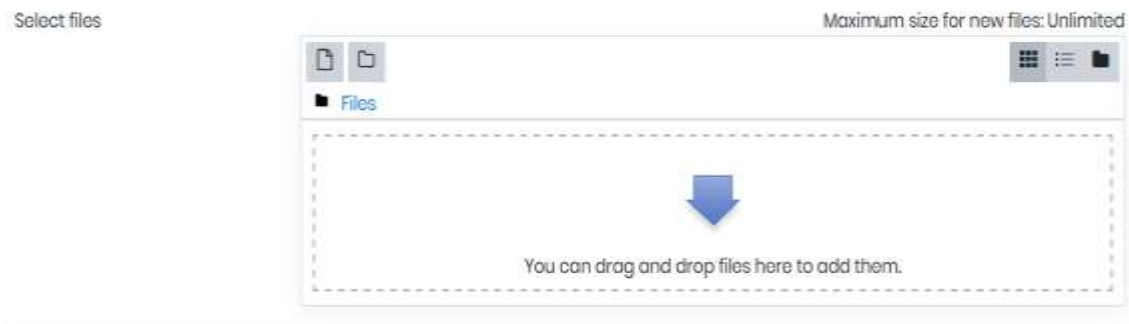 Select files
Maximum size for new files: Unlimited
Files
You can drag and drop files here to add them.